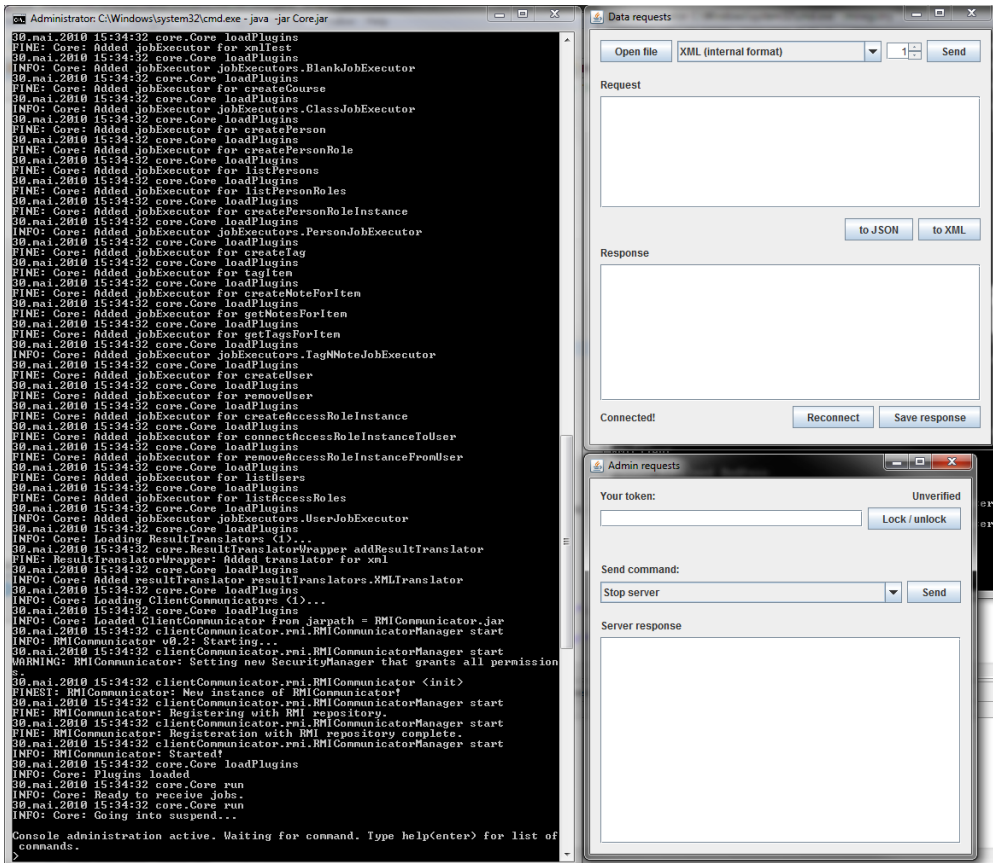 Administrator: C:\Windows\system32\cmd.exe - java -jar Core.jar
30.mai.2010 15:34:32 core.Core loadPlugins
FINE: Core: Added jobExecutor for xmlTest
30.mai.2010 15:34:32 core.Core loadPlugins
INFO: Core: Added jobExecutor jobExecutors.BlankJobExecutor
30.mai.2010 15:34:32 core.Core loadPlugins
FINE: Core: Added jobExecutor for createCourse
30.mai.2010 15:34:32 core.Core loadPlugins
INFO: Core: Added jobExecutor jobExecutors.ClassJobExecutor
30.mai.2010 15:34:32 core.Core loadPlugins
FINE: Core: Added jobExecutor for createPerson
30.mai.2010 15:34:32 core.Core loadPlugins
FINE: Core: Added jobExecutor for createPersonRole
30.mai.2010 15:34:32 core.Core loadPlugins
FINE: Core: Added jobExecutor for listPersons
30.mai.2010 15:34:32 core.Core loadPlugins
FINE: Core: Added jobExecutor for listPersonRoles
30.mai.2010 15:34:32 core.Core loadPlugins
FINE: Core: Added jobExecutor for createPersonRoleInstance
30.mai.2010 15:34:32 core.Core loadPlugins
INFO: Core: Added jobExecutor jobExecutors.PersonJobExecutor
30.mai.2010 15:34:32 core.Core loadPlugins
FINE: Core: Added jobExecutor for createTag
30.mai.2010 15:34:32 core.Core loadPlugins
FINE: Core: Added jobExecutor for tagItem
30.mai.2010 15:34:32 core.Core loadPlugins
FINE: Core: Added jobExecutor for createNoteForItem
30.mai.2010 15:34:32 core.Core loadPlugins
FINE: Core: Added jobExecutor for getNotesForItem
30.mai.2010 15:34:32 core.Core loadPlugins
FINE: Core: Added jobExecutor for getTagsForItem
30.mai.2010 15:34:32 core.Core loadPlugins
INFO: Core: Added jobExecutor jobExecutors.TagNNoteJobExecutor
30.mai.2010 15:34:32 core.Core loadPlugins
FINE: Core: Added jobExecutor for createUser
30.mai.2010 15:34:32 core.Core loadPlugins
FINE: Core: Added jobExecutor for removeUser
30.mai.2010 15:34:32 core.Core loadPlugins
FINE: Core: Added jobExecutor for createAccessRoleInstance
30.mai.2010 15:34:32 core.Core loadPlugins
FINE: Core: Added jobExecutor for connectAccessRoleInstanceToUser
30.mai.2010 15:34:32 core.Core loadPlugins
FINE: Core: Added jobExecutor for removeAccessRoleInstanceFromUser
30.mai.2010 15:34:32 core.Core loadPlugins
FINE: Core: Added jobExecutor for listUsers
30.mai.2010 15:34:32 core.Core loadPlugins
FINE: Core: Added jobExecutor for listAccessRoles
30.mai.2010 15:34:32 core.Core loadPlugins
INFO: Core: Added jobExecutor jobExecutors.UserJobExecutor
30.mai.2010 15:34:32 core.Core loadPlugins
INFO: Core: Loading ResultTranslators (1)...
30.mai.2010 15:34:32 core.ResultTranslatorWrapper addResultTranslator
FINE: ResultTranslatorWrapper: Added translator for xml
30.mai.2010 15:34:32 core.Core loadPlugins
INFO: Core: Added resultTranslator resultTranslators.XMLTranslator
30.mai.2010 15:34:32 core.Core loadPlugins
INFO: Core: Loading ClientCommunicators (1)...
30.mai.2010 15:34:32 core.Core loadPlugins
INFO: Core: Loaded ClientCommunicator from jarpath = RMICommunicator.jar
30.mai.2010 15:34:32 clientCommunicator.rmi.RMICommunicatorManager start
INFO: RMICommunicator v0.2: Starting...
30.mai.2010 15:34:32 clientCommunicator.rmi.RMICommunicatorManager start
WARNING: RMICommunicator: Setting new SecurityManager that grants all permission
s.
30.mai.2010 15:34:32 clientCommunicator.rmi.RMICommunicator <init>
FINEST: RMICommunicator: New instance of RMICommunicator!
30.mai.2010 15:34:32 clientCommunicator.rmi.RMICommunicatorManager start
FINE: RMICommunicator: Registering with RMI repository.
30.mai.2010 15:34:32 clientCommunicator.rmi.RMICommunicatorManager start
FINE: RMICommunicator: Registeration with RMI repository complete.
30.mai.2010 15:34:32 clientCommunicator.rmi.RMICommunicatorManager start
INFO: RMICommunicator: Started!
30.mai.2010 15:34:32 core.Core loadPlugins
INFO: Core: Plugins loaded
30.mai.2010 15:34:32 core.Core run
INFO: Core: Ready to receive jobs.
30.mai.2010 15:34:32 core.Core run
INFO: Core: Going into suspend...
Console administration active. Waiting for command. Type help(enter) for list of
commands.
>
Data requests
Open file XML (internal format) 1 Send
Request
to JSON to XML
Response
Connected! Reconnect Save response
Admin requests
Your token: Unverified
Lock / unlock
Send command:
Stop server Send
Server response